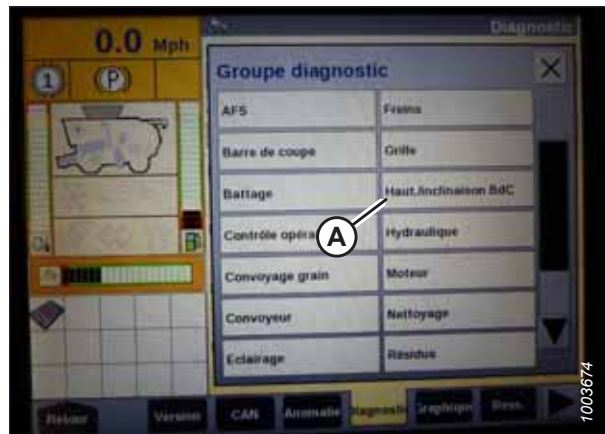 0.0 Mph
Diagnostic
1
P
Groupe diagnostic
AFS
Freins
Barre de coupe
Grille
Battage
Haut./Inclinaison BdC
Contrôle opéra
A
Hydraulique
Convoyage grain
Moteur
Convoyeur
Nettoyage
Eclairage
Résidus
Retour
Version
CAN
Anomalie
Diagnostic
Graphique
1003674